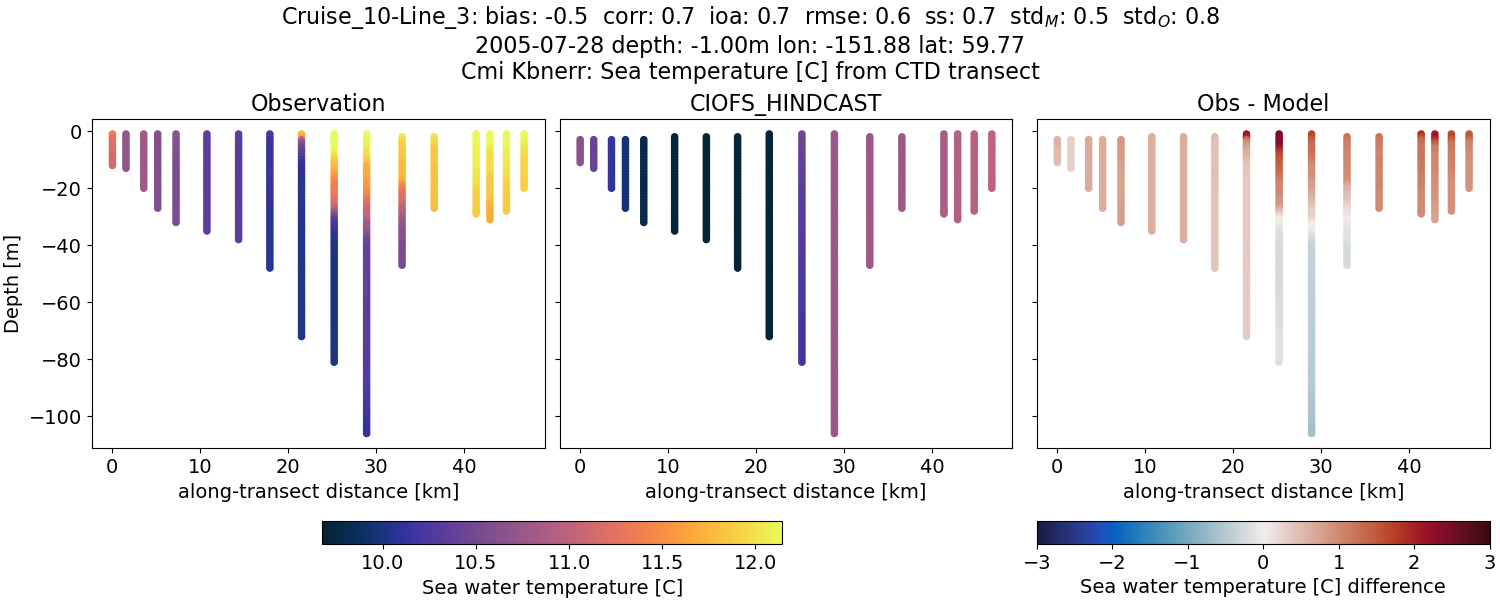 Cruise_10-Line_3: bias: -0.5 corr: 0.7 ioa: 0.7 rmse: 0.6 ss: 0.7 std_M: 0.5 std_O: 0.8
2005-07-28 depth: -1.00m lon: -151.88 lat: 59.77
Cmi Kbnerr: Sea temperature [C] from CTD transect
Observation
CIOFS_HINDCAST
Obs - Model
Depth [m]
0
−20
−40
−60
−80
−100
0 10 20 30 40
0 10 20 30 40
0 10 20 30 40
along-transect distance [km]
along-transect distance [km]
along-transect distance [km]
10.0 10.5 11.0 11.5 12.0
Sea water temperature [C]
−3 −2 −1 0 1 2 3
Sea water temperature [C] difference